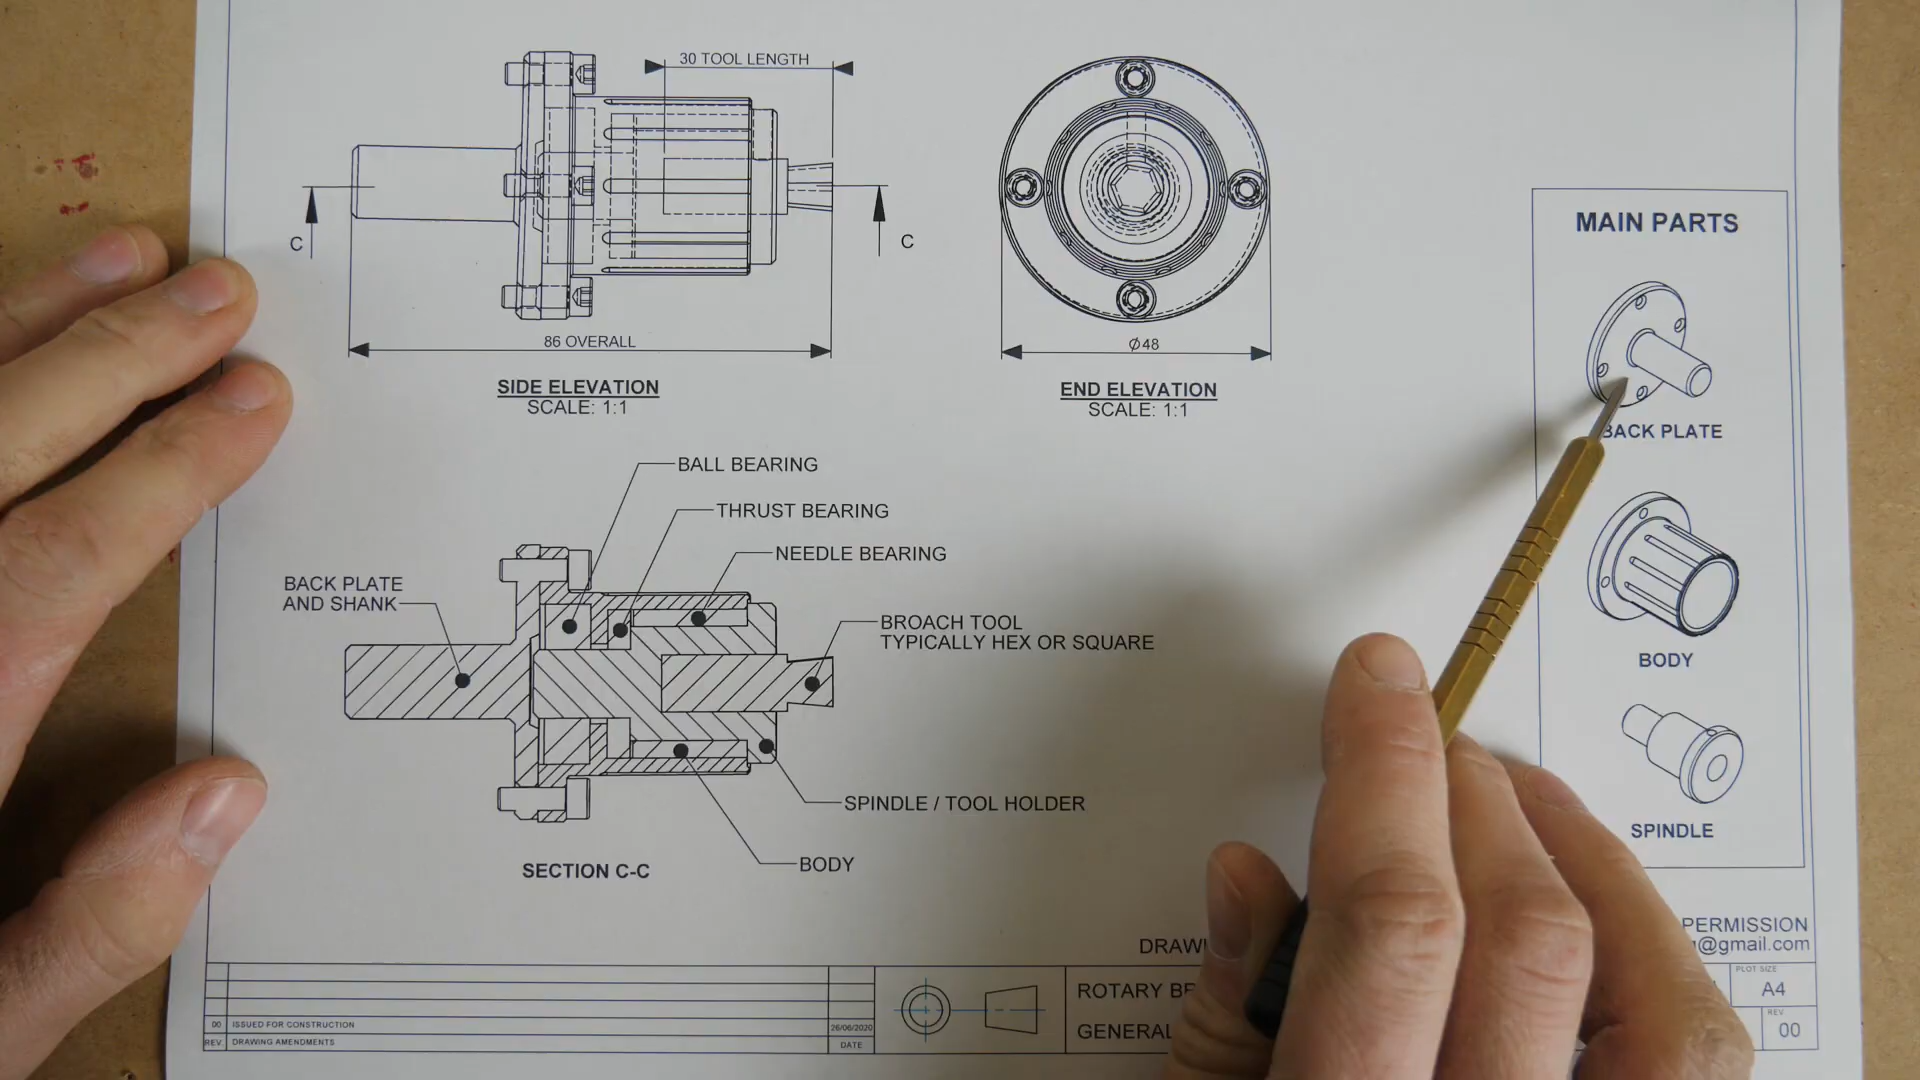 30 TOOL LENGTH
C
C
86 OVERALL
Ø48
SIDE ELEVATION
SCALE: 1:1
END ELEVATION
SCALE: 1:1
MAIN PARTS
BACK PLATE
BODY
SPINDLE
BALL BEARING
THRUST BEARING
NEEDLE BEARING
BACK PLATE
AND SHANK
BROACH TOOL
TYPICALLY HEX OR SQUARE
SPINDLE / TOOL HOLDER
BODY
SECTION C-C
PERMISSION
@gmail.com
ROTARY
GENERAL
PLOT SIZE
A4
REV
00
00 ISSUED FOR CONSTRUCTION 26/06/2020
REV. DRAWING AMENDMENTS DATE